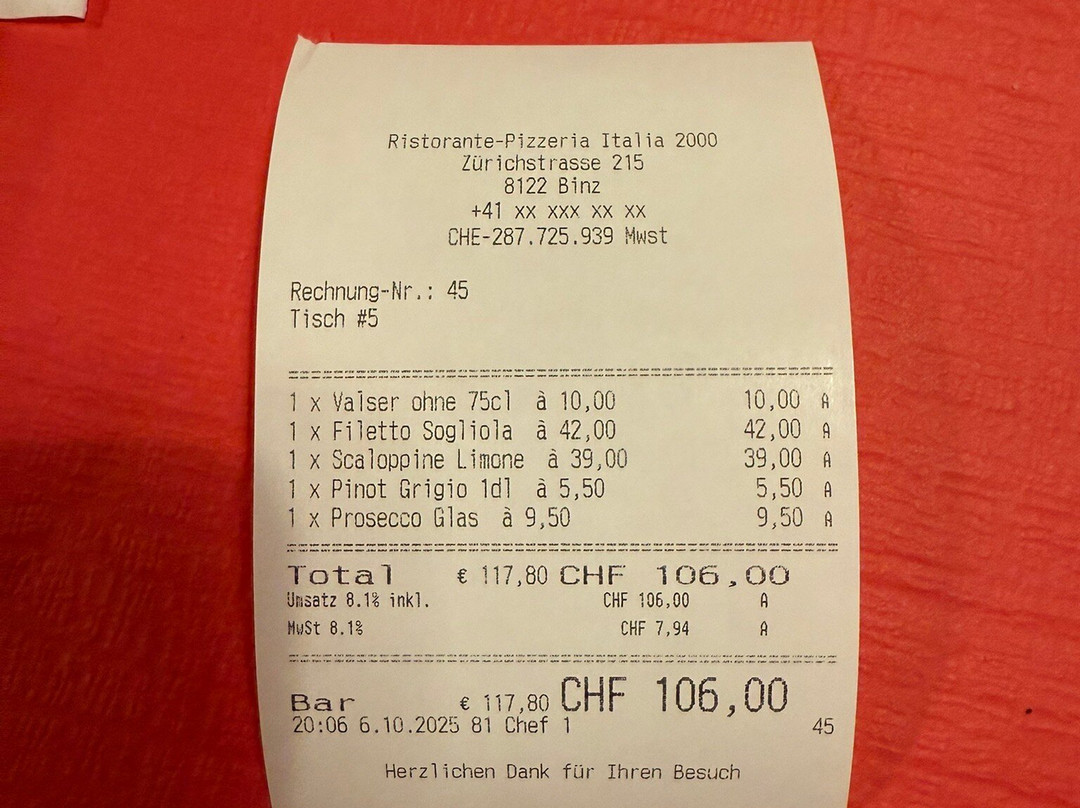 Ristorante-Pizzeria Italia 2000
Zürichstrasse 215
8122 Binz
+41 xx xxx xx xx
CHE-287.725.939 Mwst
Rechnung-Nr.: 45
Tisch #5
1 x Valser ohne 75cl à 10,00 10,00 A
1 x Filetto Sogliola à 42,00 42,00 A
1 x Scaloppine Limone à 39,00 39,00 A
1 x Pinot Grigio 1dl à 5,50 5,50 A
1 x Prosecco Glas à 9,50 9,50 A
Total € 117,80 CHF 106,00
Umsatz 8.1% inkl. CHF 106,00 A
MwSt 8.1% CHF 7,94 A
Bar € 117,80 CHF 106,00
20:06 6.10.2025 81 Chef 1 45
Herzlichen Dank für Ihren Besuch